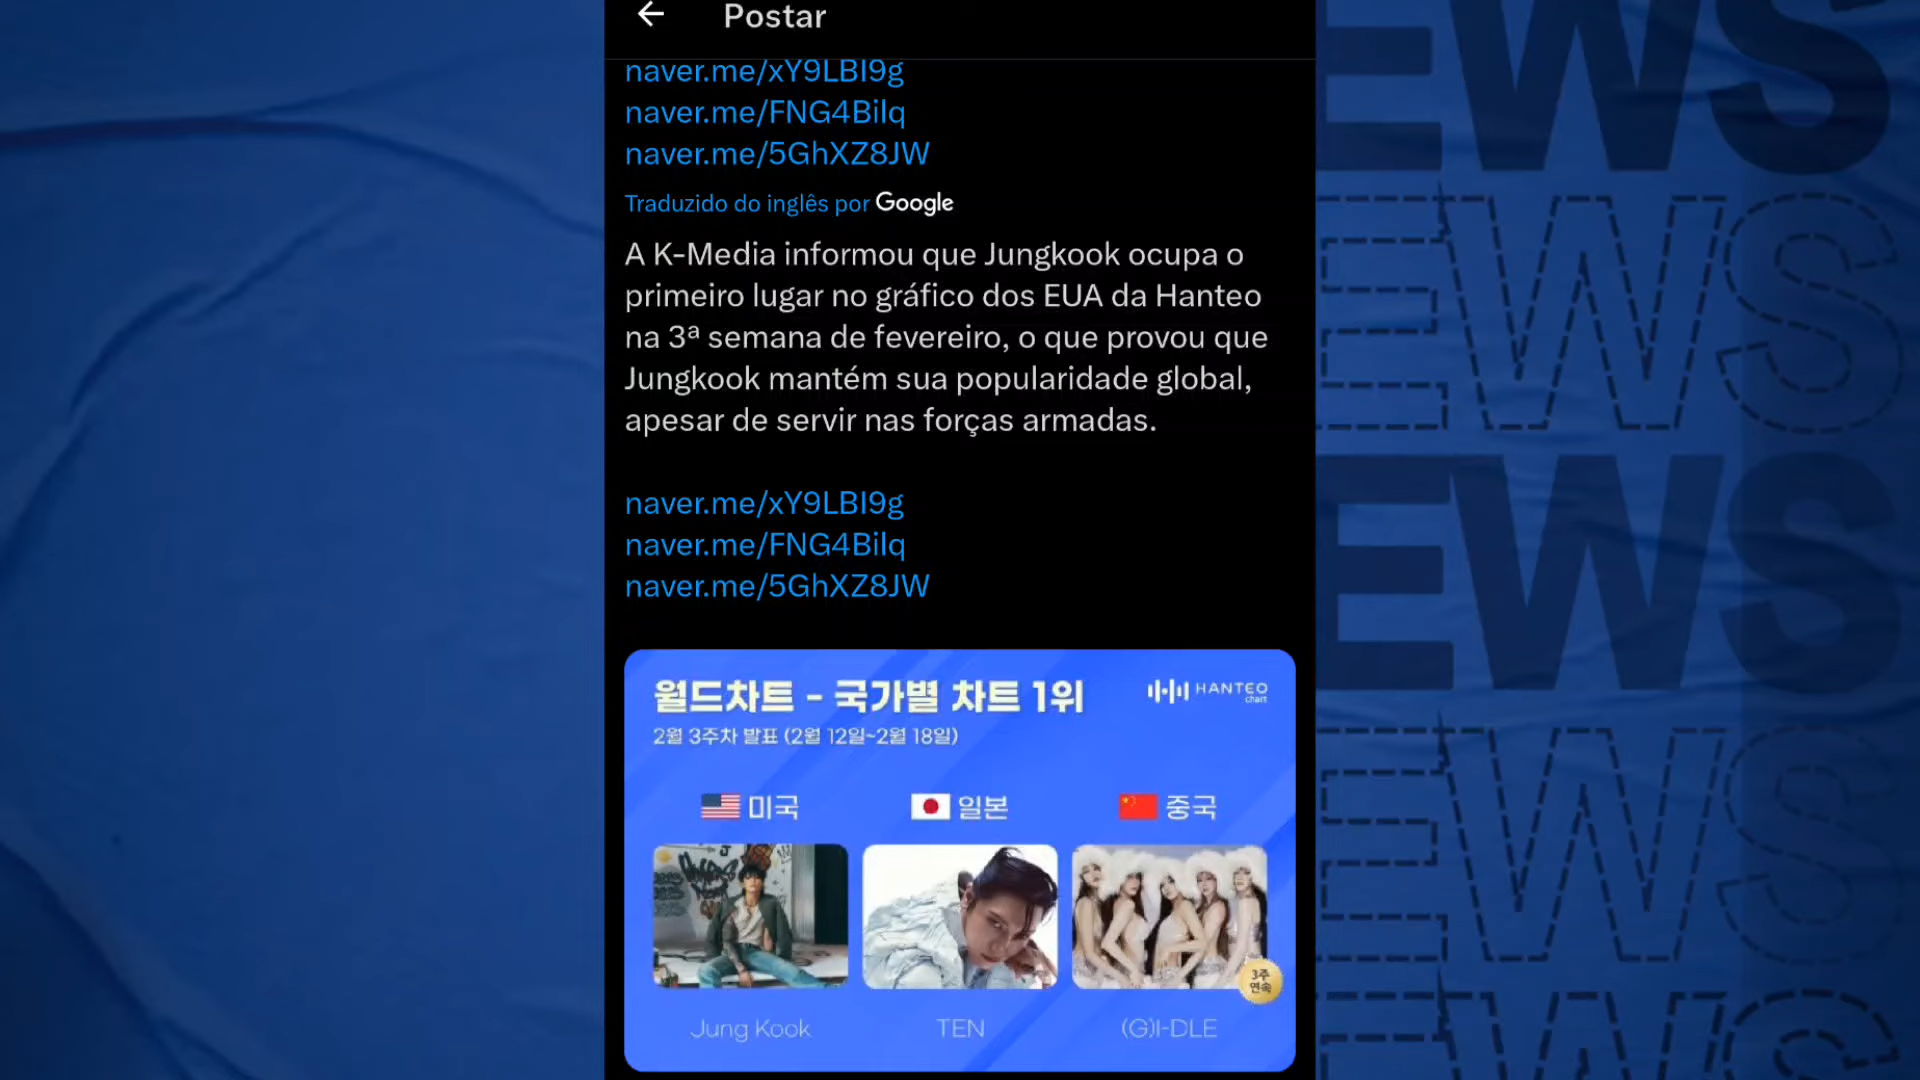 Postar
naver.me/xY9LBI9g
naver.me/FNG4Bilq
naver.me/5GhXZ8JW
Traduzido do inglês por Google
A K-Media informou que Jungkook ocupa o
primeiro lugar no gráfico dos EUA da Hanteo
na 3ª semana de fevereiro, o que provou que
Jungkook mantém sua popularidade global,
apesar de servir nas forças armadas.
naver.me/xY9LBI9g
naver.me/FNG4Bilq
naver.me/5GhXZ8JW
월드차트 - 국가별 차트 1위
HANTEO
chart
2월 3주차 발표 (2월 12일~2월 18일)
미국 일본 중국
3주
연속
Jung Kook TEN (G)I-DLE
EWS
EWS
EWS
EWS
EWS